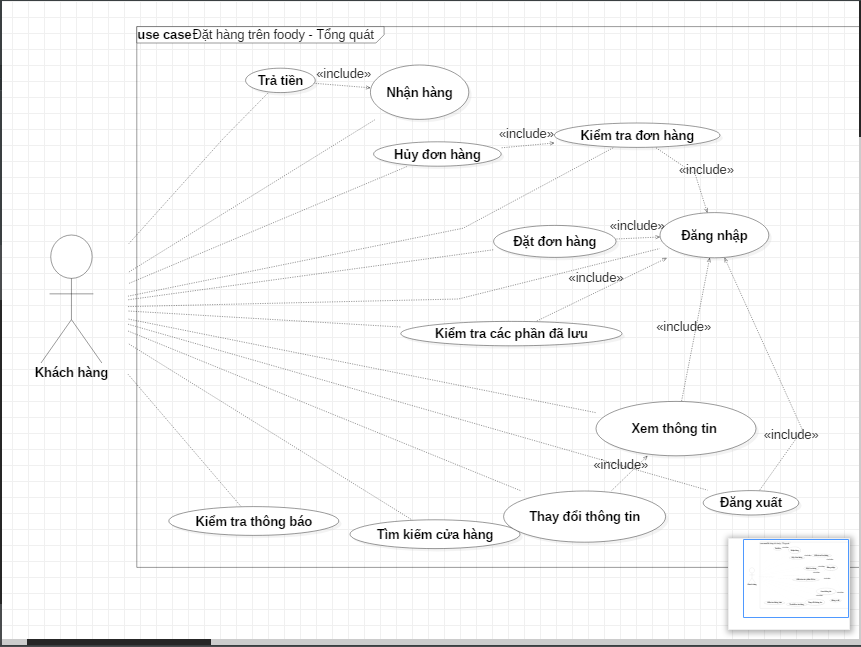 use caseĐặt hàng trên foody - Tổng quát
Trả tiền
«include»
Nhận hàng
Hủy đơn hàng
«include»
Kiểm tra đơn hàng
«include»
Đặt đơn hàng
«include»
Đăng nhập
«include»
Kiểm tra các phần đã lưu
«include»
Khách hàng
Xem thông tin
«include»
«include»
Đăng xuất
Thay đổi thông tin
Kiểm tra thông báo
Tìm kiếm cửa hàng